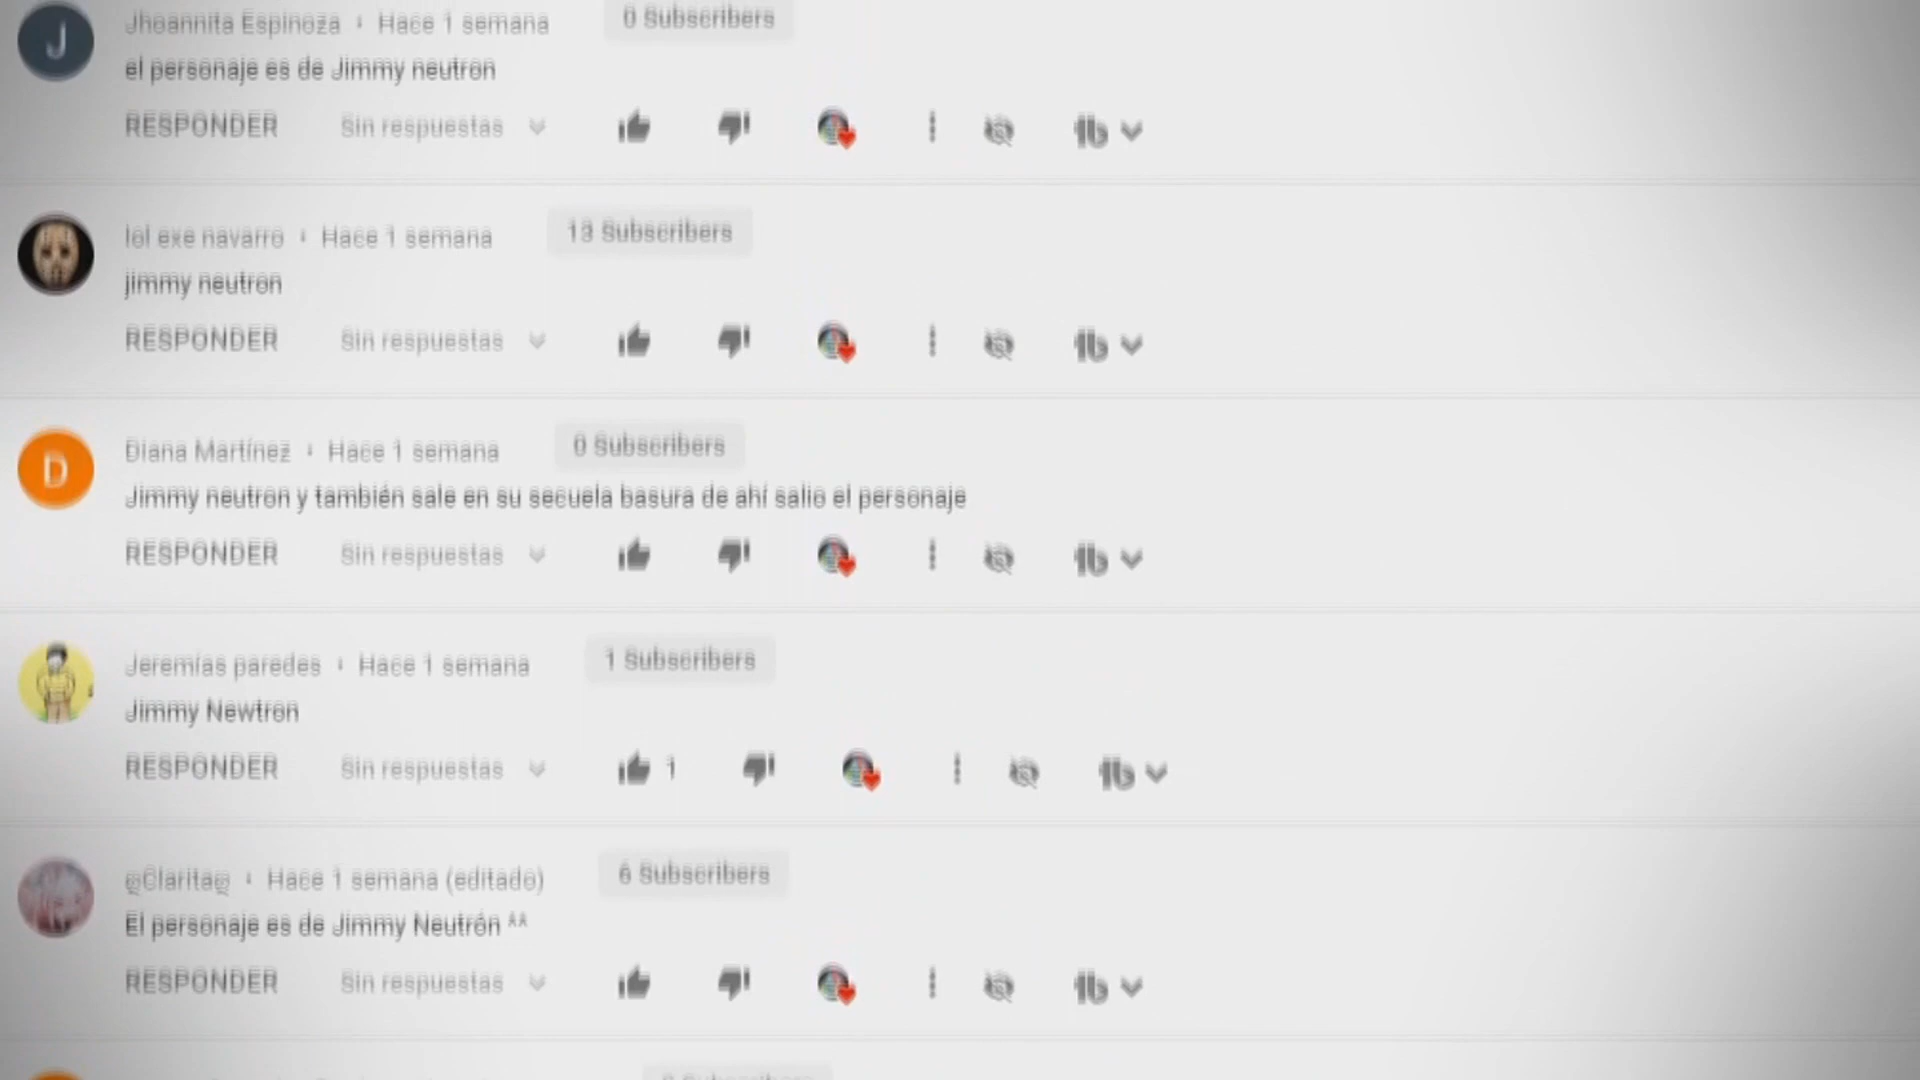 J
Jhoannita Espinoza · Hace 1 semana 0 Subscribers
el personaje es de Jimmy neutron
RESPONDER Sin respuestas
lol exe navarro · Hace 1 semana 13 Subscribers
jimmy neutron
RESPONDER Sin respuestas
D
Diana Martínez · Hace 1 semana 0 Subscribers
Jimmy neutron y también sale en su secuela basura de ahí salio el personaje
RESPONDER Sin respuestas
Jeremías paredes · Hace 1 semana 1 Subscribers
Jimmy Newtron
RESPONDER Sin respuestas 1
ღClaritaღ · Hace 1 semana (editado) 6 Subscribers
El personaje es de Jimmy Neutrón ^^
RESPONDER Sin respuestas